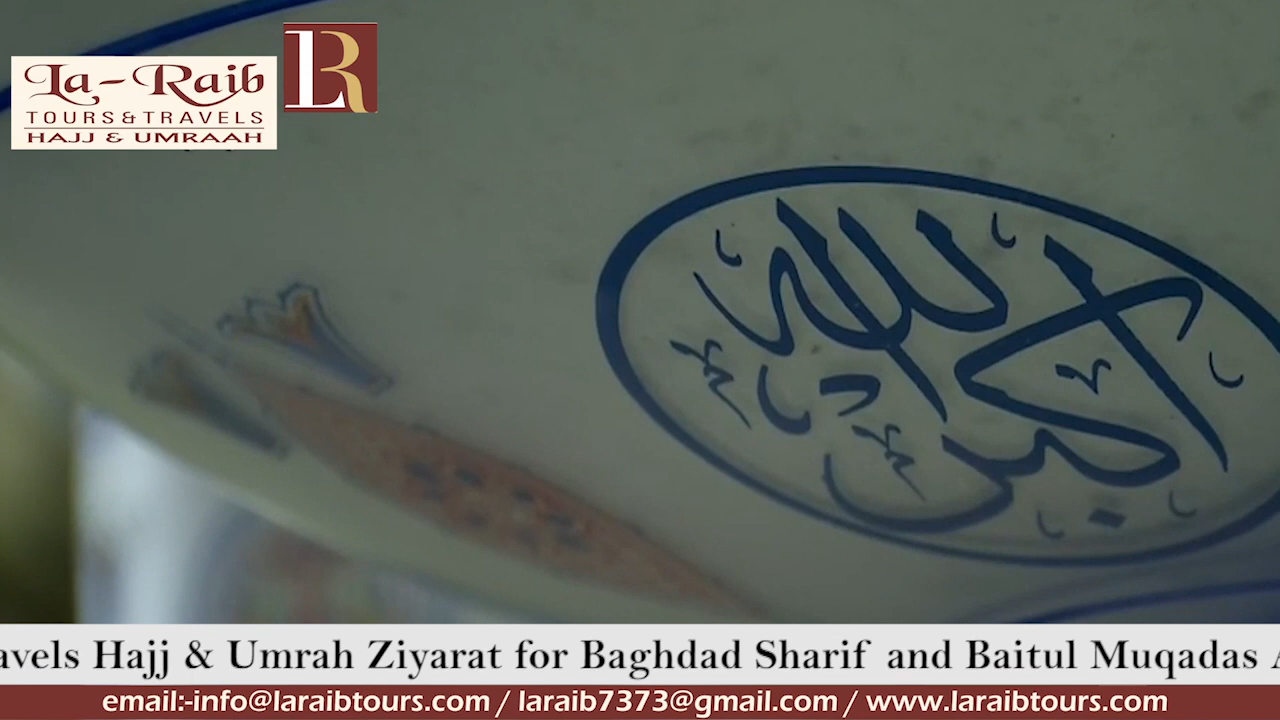 La-Raib
TOURS & TRAVELS
HAJJ & UMRAAH
LR
الله أكبر
avels Hajj & Umrah Ziyarat for Baghdad Sharif and Baitul Muqadas
email:-info@laraibtours.com / laraib7373@gmail.com / www.laraibtours.com